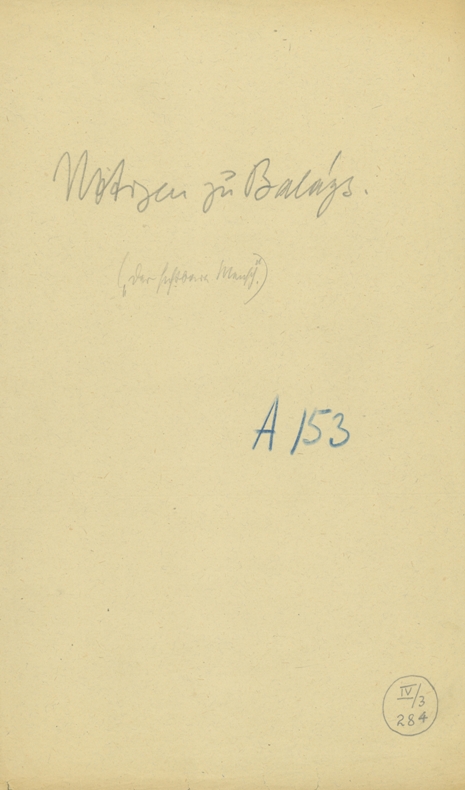 Notizen zu Balázs.
(„Der sichtbare Mensch“)
A 153
IV/3
284